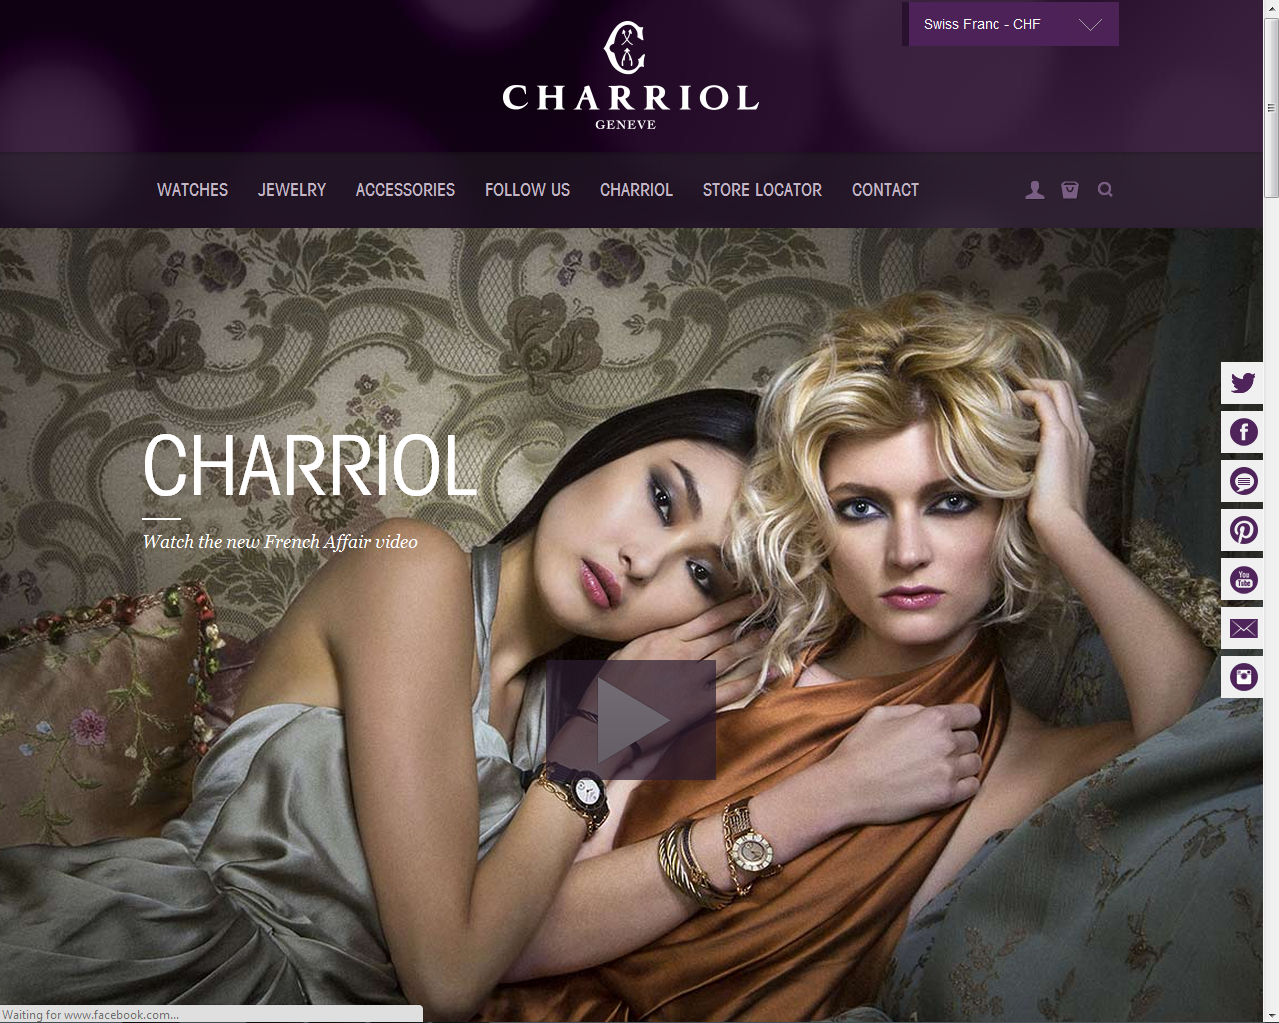 Swiss Franc - CHF
C
CHARRIOL
GENEVE
WATCHES JEWELRY ACCESSORIES FOLLOW US CHARRIOL STORE LOCATOR CONTACT
CHARRIOL
Watch the new French Affair video
You
Tube
Waiting for www.facebook.com...